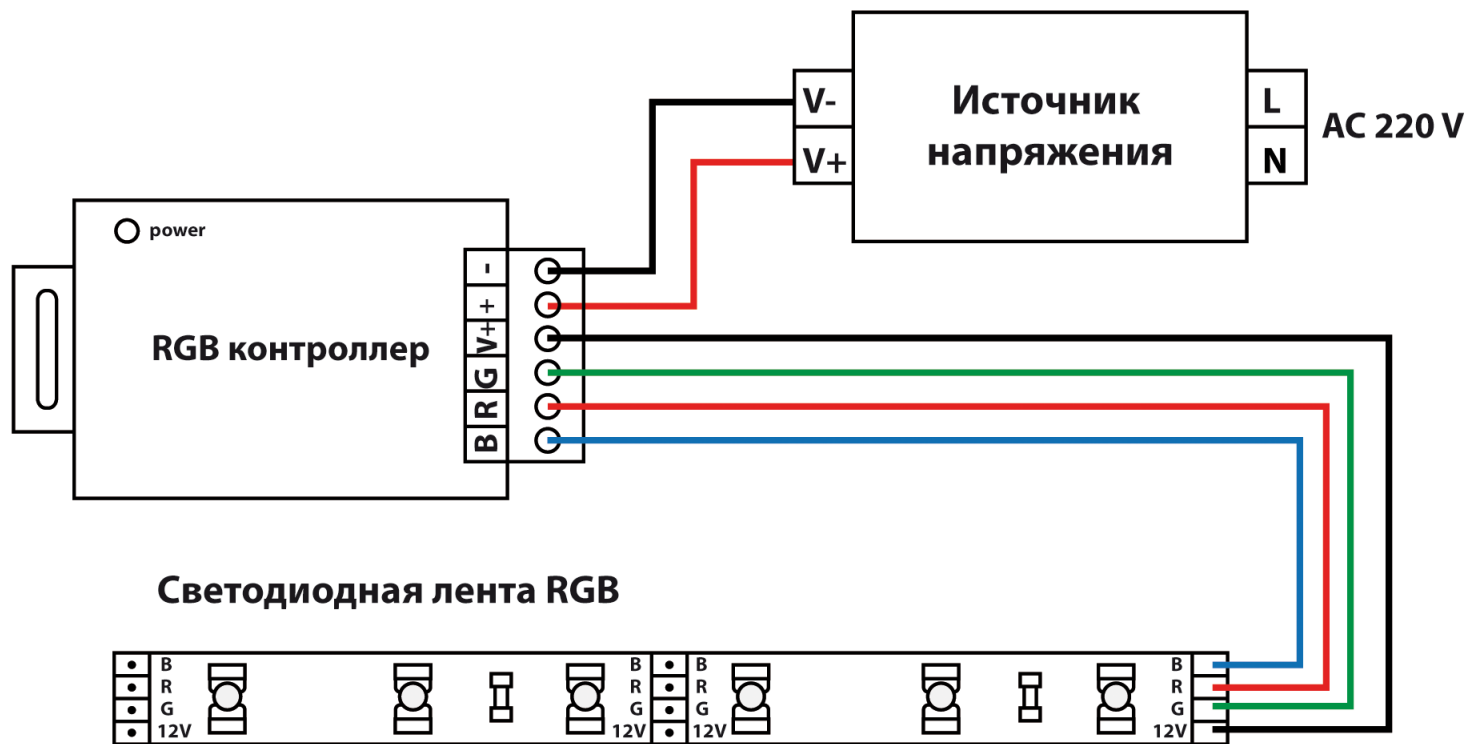 Источник
напряжения
V-
V+
L
N
AC 220 V
power
RGB контроллер
-
+
V+
G
R
B
Светодиодная лента RGB
B
R
G
12V
B
R
G
12V
B
R
G
12V
B
R
G
12V